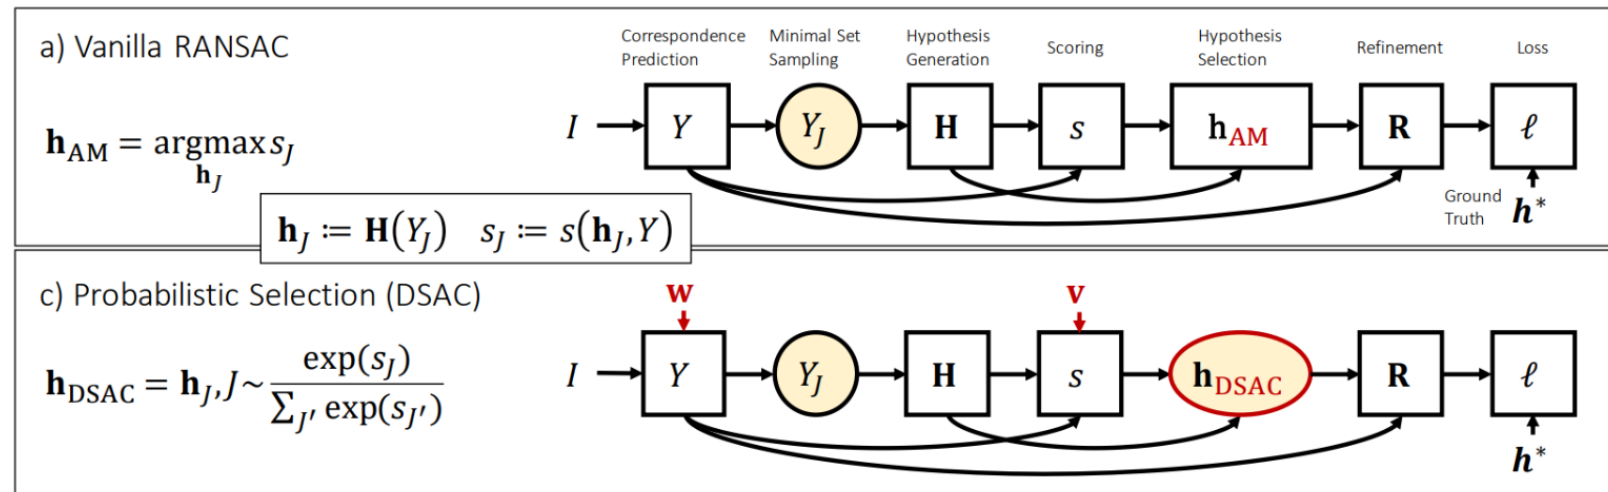 a) Vanilla RANSAC
Correspondence Prediction
Minimal Set Sampling
Hypothesis Generation
Scoring
Hypothesis Selection
Refinement
Loss
𝐡_AM = argmax_{𝐡_J} s_J
I
Y
Y_J
𝐇
s
𝐡_AM
𝐑
ℓ
Ground Truth
𝒉*
𝐡_J ≔ 𝐇(Y_J) s_J ≔ s(𝐡_J, Y)
c) Probabilistic Selection (DSAC)
𝐰
𝐯
𝐡_DSAC = 𝐡_J, J ~ exp(s_J) / ∑_{J′} exp(s_{J′})
I
Y
Y_J
𝐇
s
𝐡_DSAC
𝐑
ℓ
𝒉*